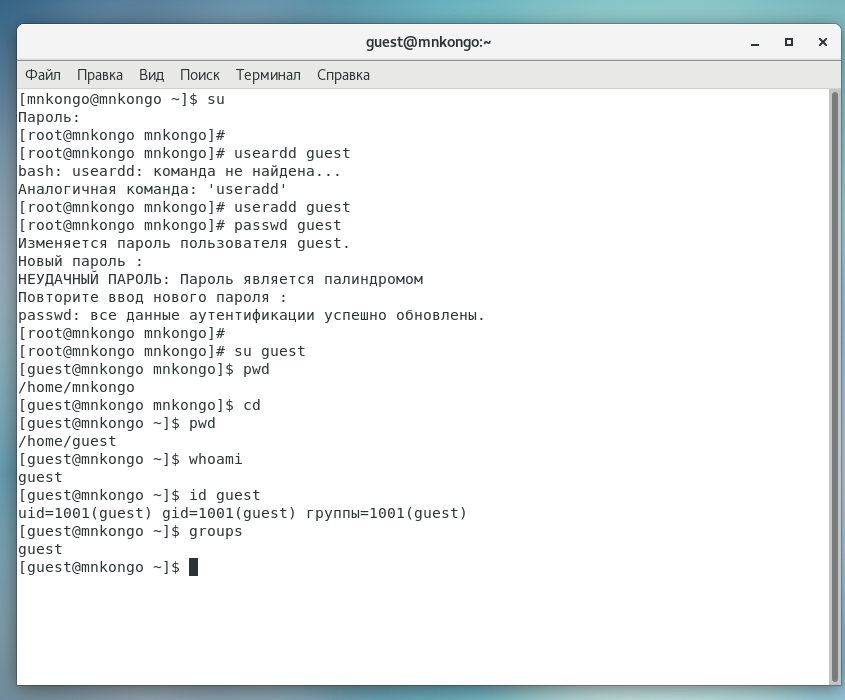 guest@mnkongo:~
Файл Правка Вид Поиск Терминал Справка
[mnkongo@mnkongo ~]$ su
Пароль:
[root@mnkongo mnkongo]#
[root@mnkongo mnkongo]# useardd guest
bash: useardd: команда не найдена...
Аналогичная команда: 'useradd'
[root@mnkongo mnkongo]# useradd guest
[root@mnkongo mnkongo]# passwd guest
Изменяется пароль пользователя guest.
Новый пароль :
НЕУДАЧНЫЙ ПАРОЛЬ: Пароль является палиндромом
Повторите ввод нового пароля :
passwd: все данные аутентификации успешно обновлены.
[root@mnkongo mnkongo]#
[root@mnkongo mnkongo]# su guest
[guest@mnkongo mnkongo]$ pwd
/home/mnkongo
[guest@mnkongo mnkongo]$ cd
[guest@mnkongo ~]$ pwd
/home/guest
[guest@mnkongo ~]$ whoami
guest
[guest@mnkongo ~]$ id guest
uid=1001(guest) gid=1001(guest) группы=1001(guest)
[guest@mnkongo ~]$ groups
guest
[guest@mnkongo ~]$